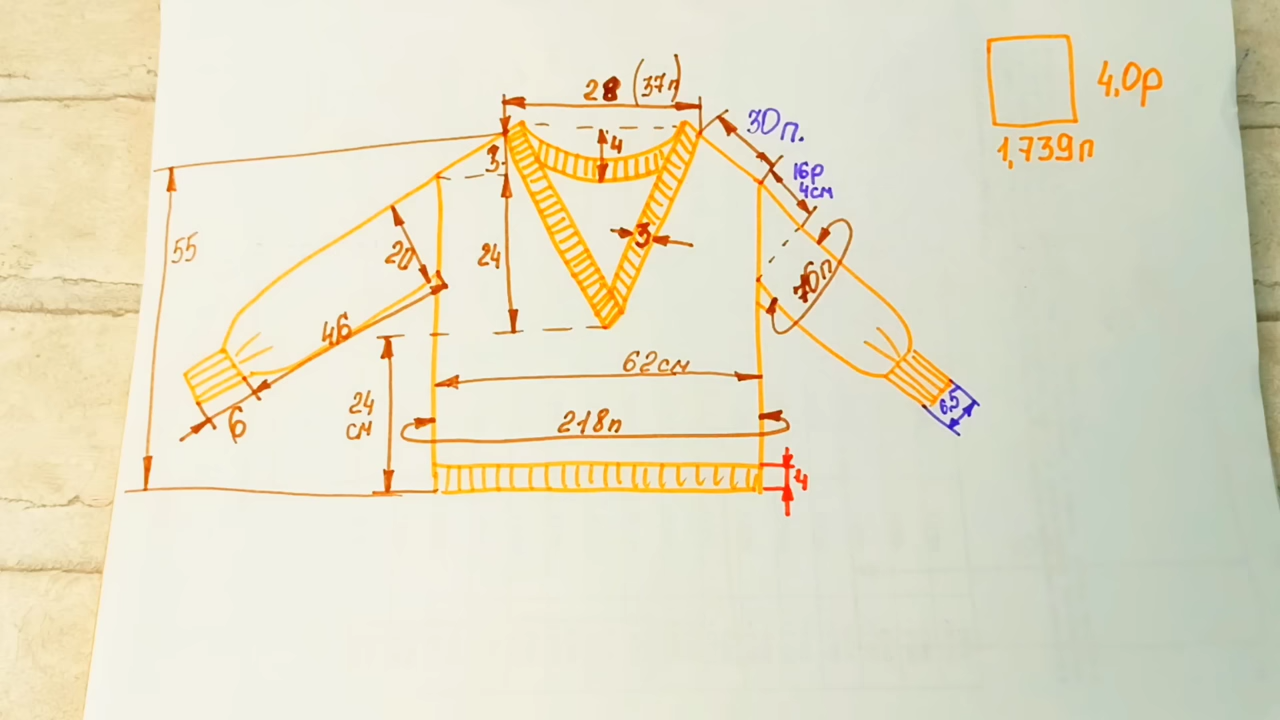 28 (37п)
4,0р
1,739п
30п.
16р
4см
3
4
55
20
24
3
76п
46
62см
24
см
6
218п
6,5
4